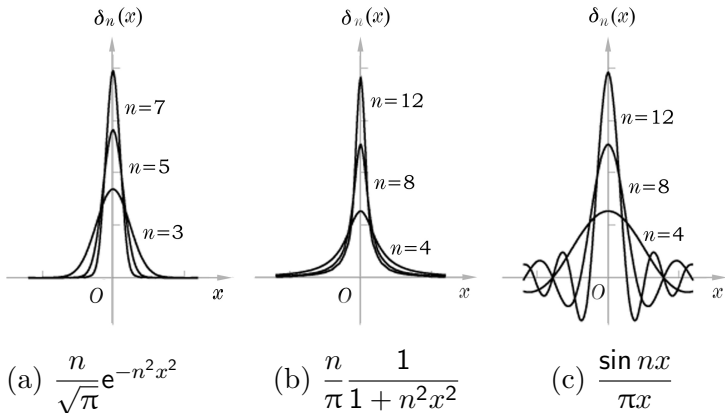 δₙ(x) δₙ(x) δₙ(x)
n=7 n=12 n=12
n=5 n=8 n=8
n=3 n=4 n=4
O x O x O x
(a) n/√π e^{−n²x²} (b) n/π 1/(1 + n²x²) (c) sin nx/πx